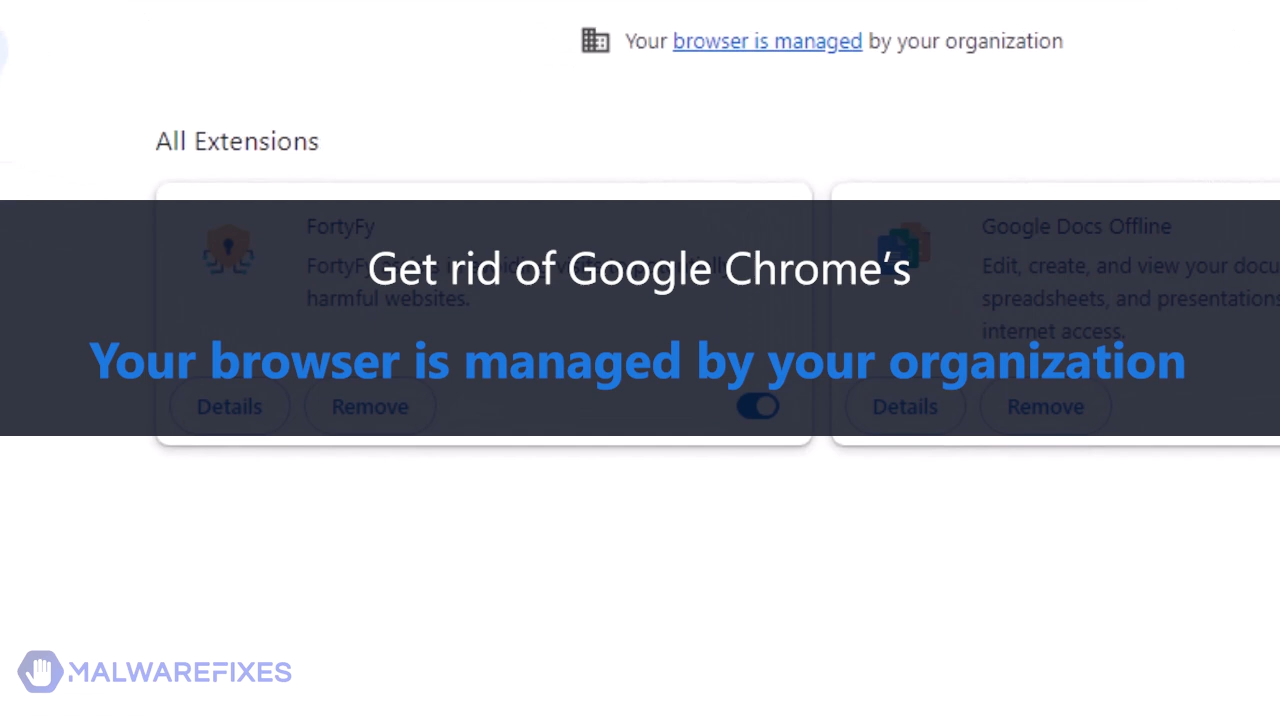 Your browser is managed by your organization
All Extensions
FortyFy
Google Docs Offline
Get rid of Google Chrome’s
FortyFy
harmful websites.
Edit, create, and view your docu
spreadsheets, and presentations
internet access.
Your browser is managed by your organization
Details Remove
Details Remove
MALWAREFIXES